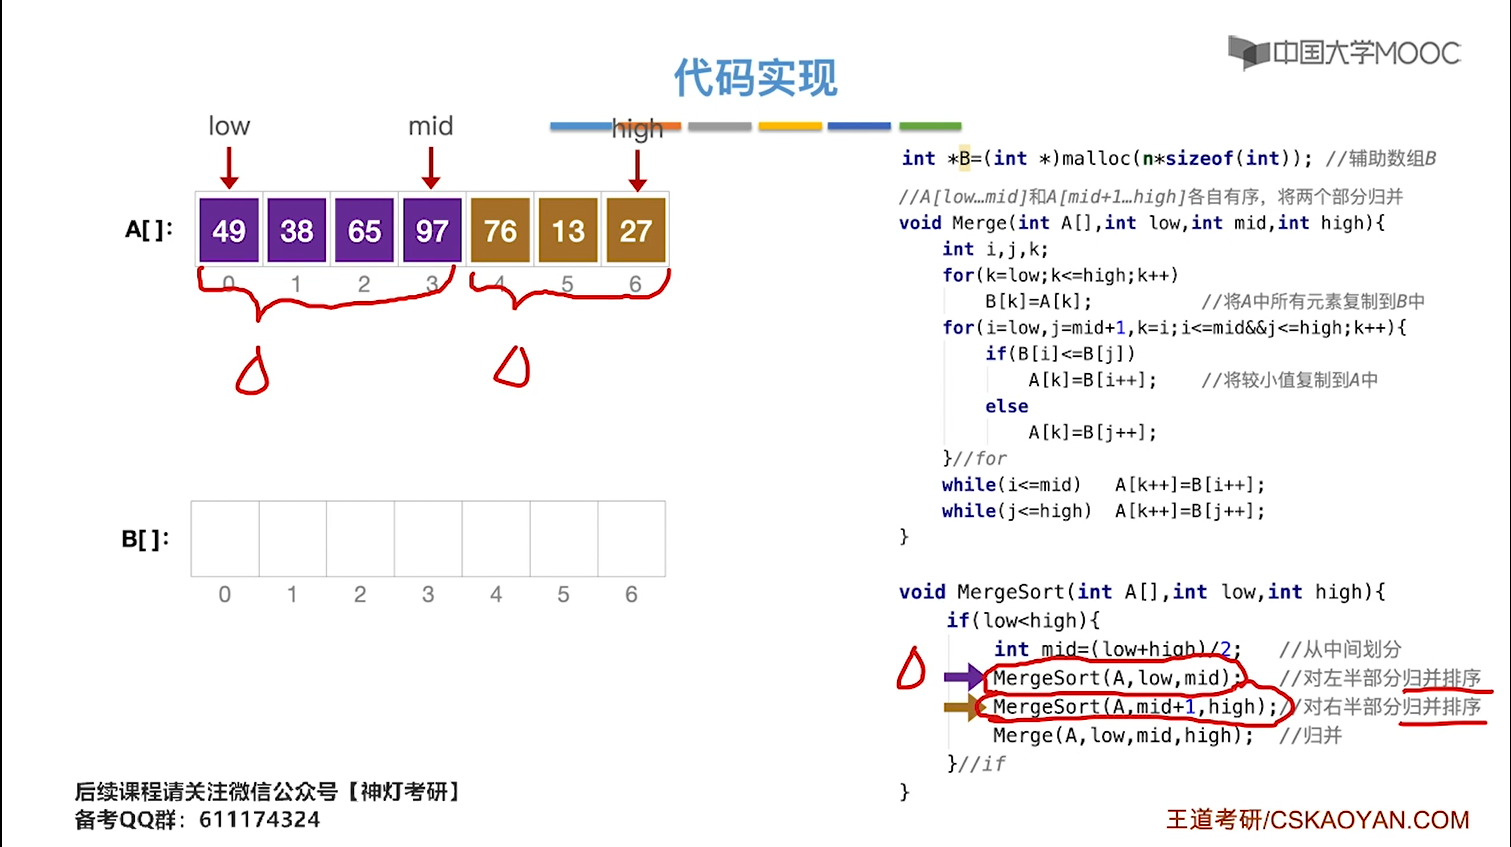 中国大学MOOC
代码实现
low mid high
A[ ]: 49 38 65 97 76 13 27
0 1 2 3 4 5 6
B[ ]:
0 1 2 3 4 5 6
int *B=(int *)malloc(n*sizeof(int)); //辅助数组B
//A[low…mid]和A[mid+1…high]各自有序，将两个部分归并
void Merge(int A[],int low,int mid,int high){
int i,j,k;
for(k=low;k<=high;k++)
B[k]=A[k]; //将A中所有元素复制到B中
for(i=low,j=mid+1,k=i;i<=mid&&j<=high;k++){
if(B[i]<=B[j])
A[k]=B[i++]; //将较小值复制到A中
else
A[k]=B[j++];
}//for
while(i<=mid) A[k++]=B[i++];
while(j<=high) A[k++]=B[j++];
}
void MergeSort(int A[],int low,int high){
if(low<high){
int mid=(low+high)/2; //从中间划分
MergeSort(A,low,mid); //对左半部分归并排序
MergeSort(A,mid+1,high);//对右半部分归并排序
Merge(A,low,mid,high); //归并
}//if
}
后续课程请关注微信公众号【神灯考研】
备考QQ群：611174324
王道考研/CSKAOYAN.COM